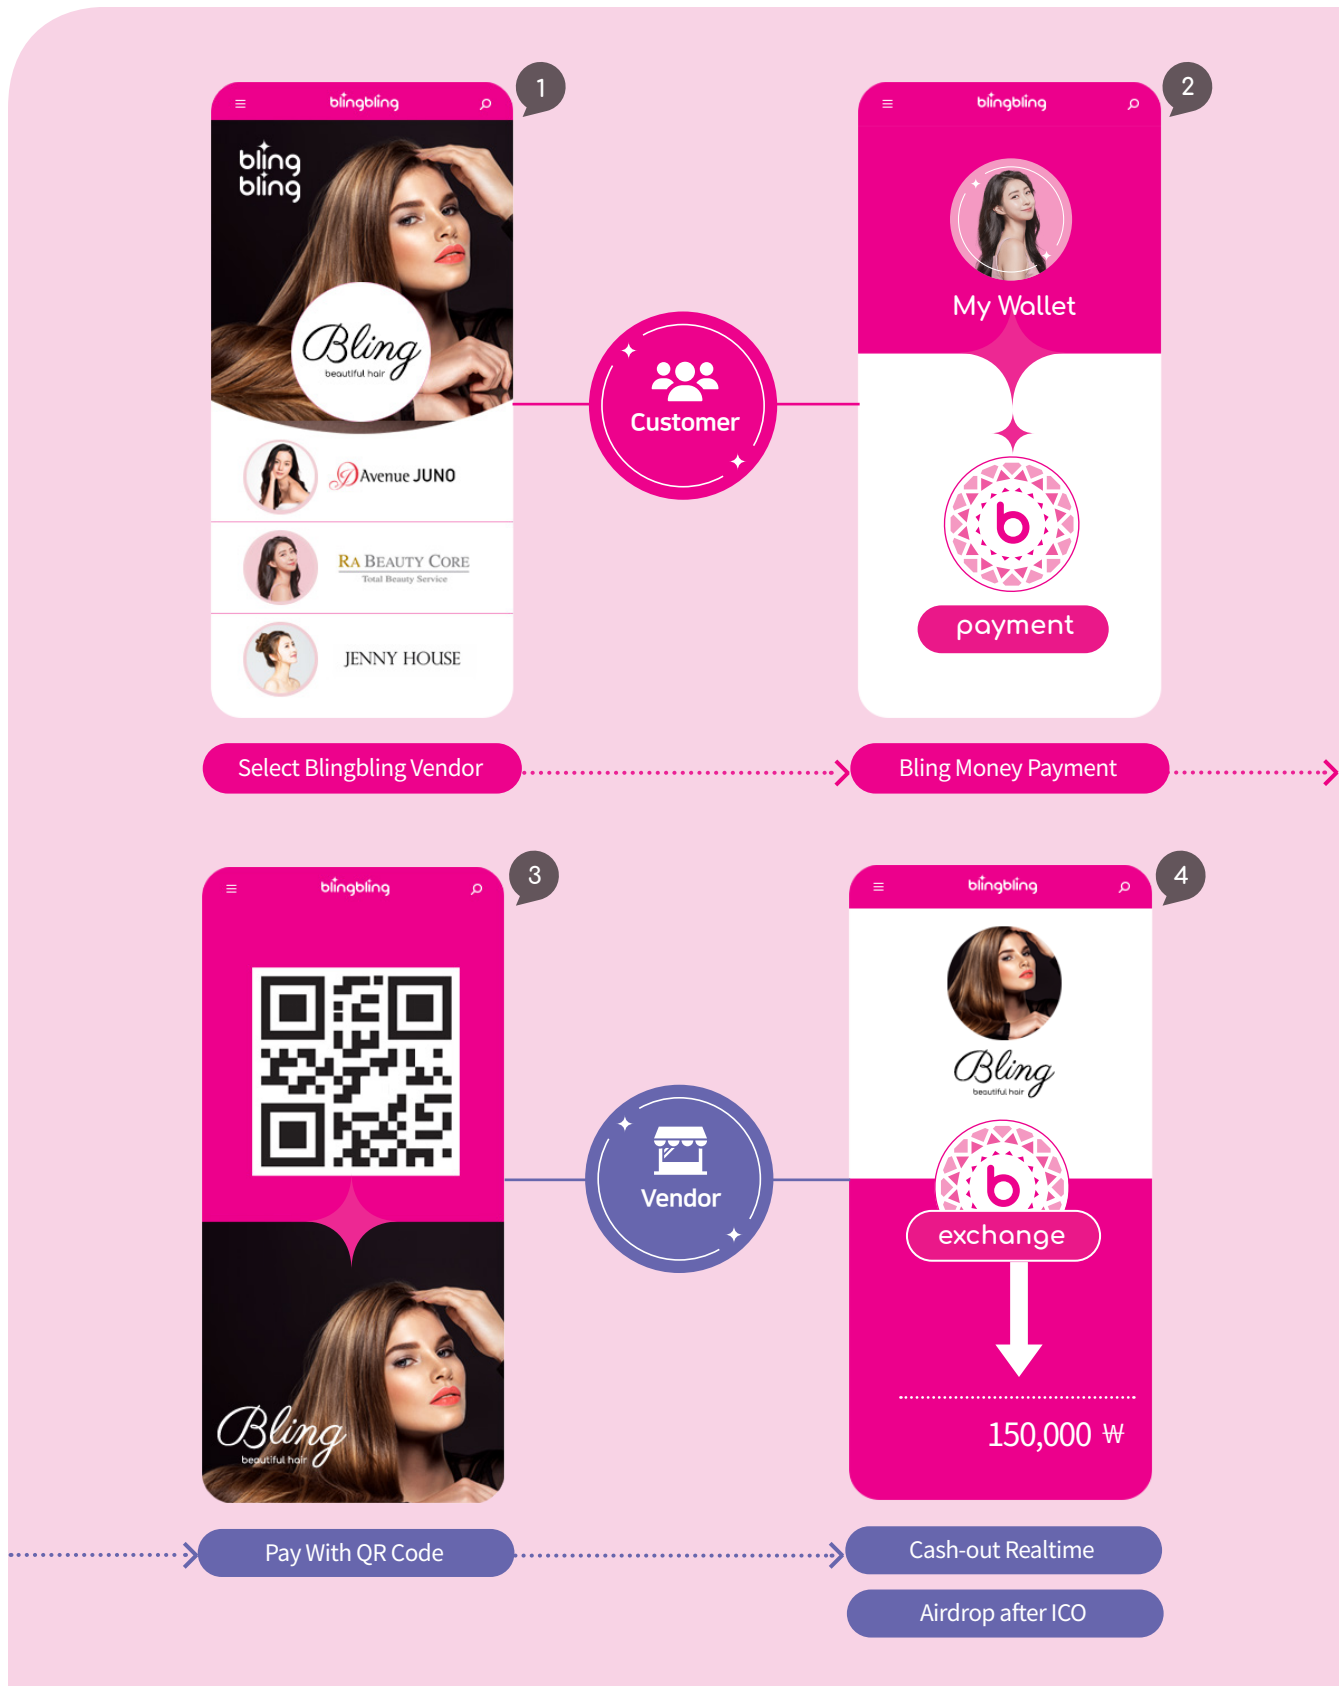 1
blingbling
bling
bling
Bling
beautiful hair
D Avenue JUNO
RA BEAUTY CORE
Total Beauty Service
JENNY HOUSE
Select Blingbling Vendor
Customer
2
blingbling
My Wallet
b
payment
Bling Money Payment
3
blingbling
Bling
beautiful hair
Pay With QR Code
Vendor
4
blingbling
Bling
beautiful hair
b
exchange
150,000 ₩
Cash-out Realtime
Airdrop after ICO